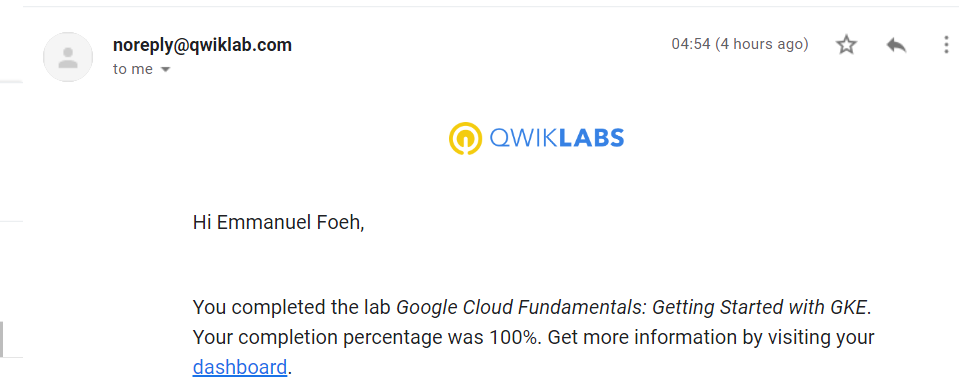 noreply@qwiklab.com
04:54 (4 hours ago)
to me
QWIKLABS
Hi Emmanuel Foeh,
You completed the lab Google Cloud Fundamentals: Getting Started with GKE.
Your completion percentage was 100%. Get more information by visiting your
dashboard.